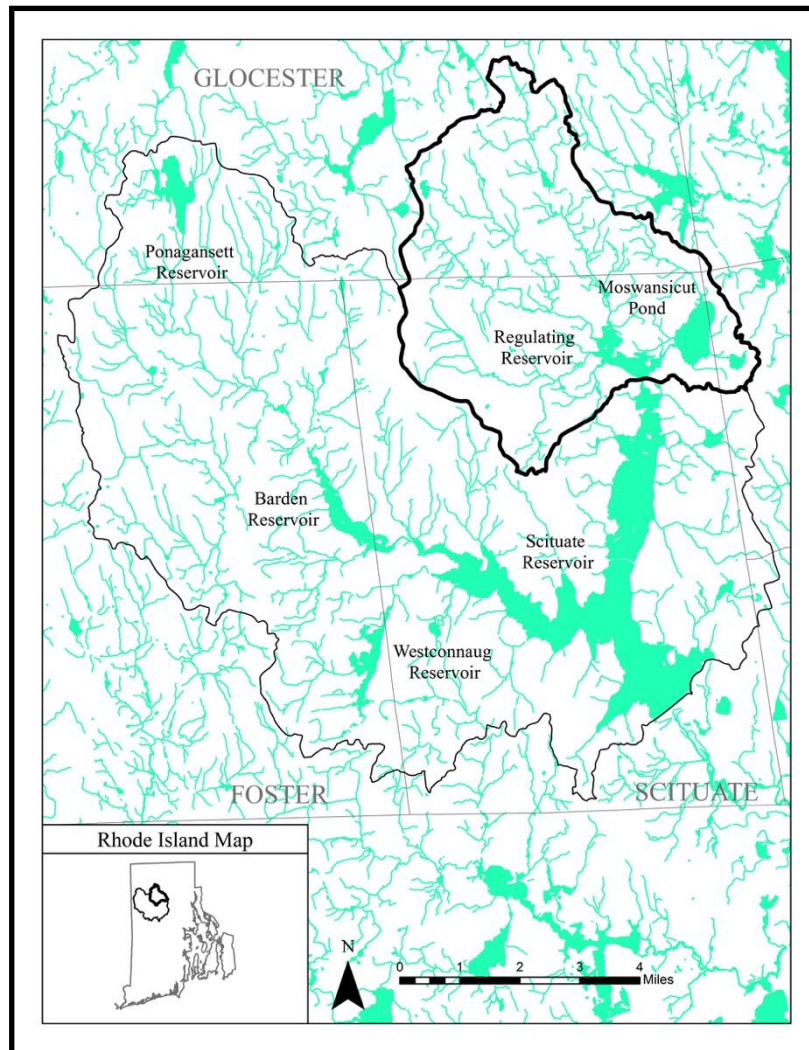 GLOCESTER
Ponagansett
Reservoir
Moswansicut
Pond
Regulating
Reservoir
Barden
Reservoir
Scituate
Reservoir
Westconnaug
Reservoir
FOSTER
SCITUATE
Rhode Island Map
N
0 1 2 3 4
Miles